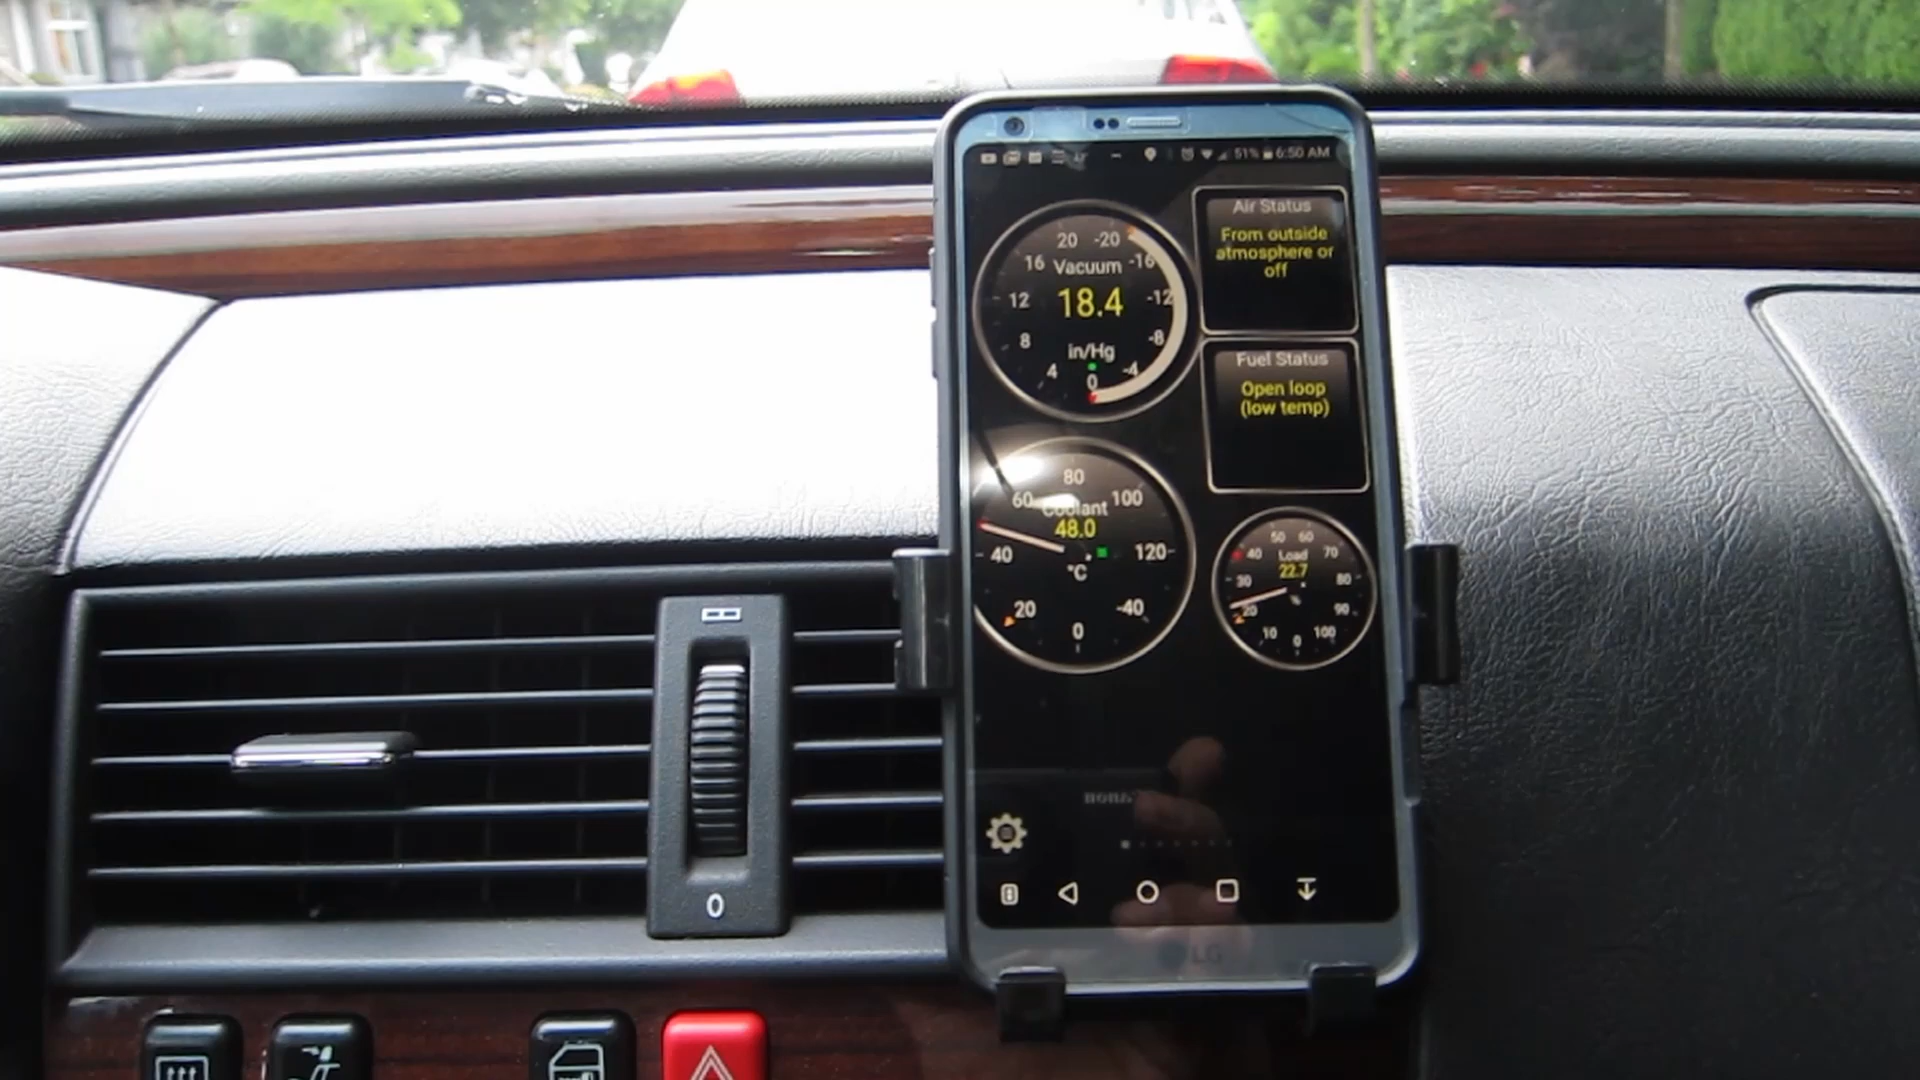 51% 6:50 AM
20 -20
16 Vacuum -16
12 18.4 -12
8 -8
in/Hg
4 0 -4
Air Status
From outside
atmosphere or
off
Fuel Status
Open loop
(low temp)
80
60 Coolant 100
48.0
40 120
°C
20 -40
0
50 60
40 Load 70
22.7
30 80
%
20 90
10 0 100
LG
0